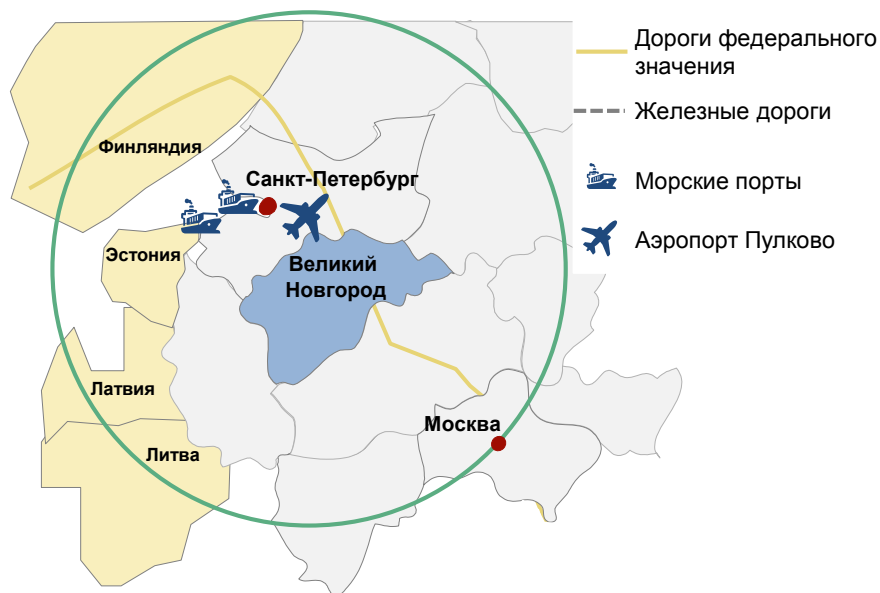 Дороги федерального
значения
Железные дороги
Морские порты
Аэропорт Пулково
Финляндия
Санкт-Петербург
Эстония
Великий
Новгород
Латвия
Москва
Литва